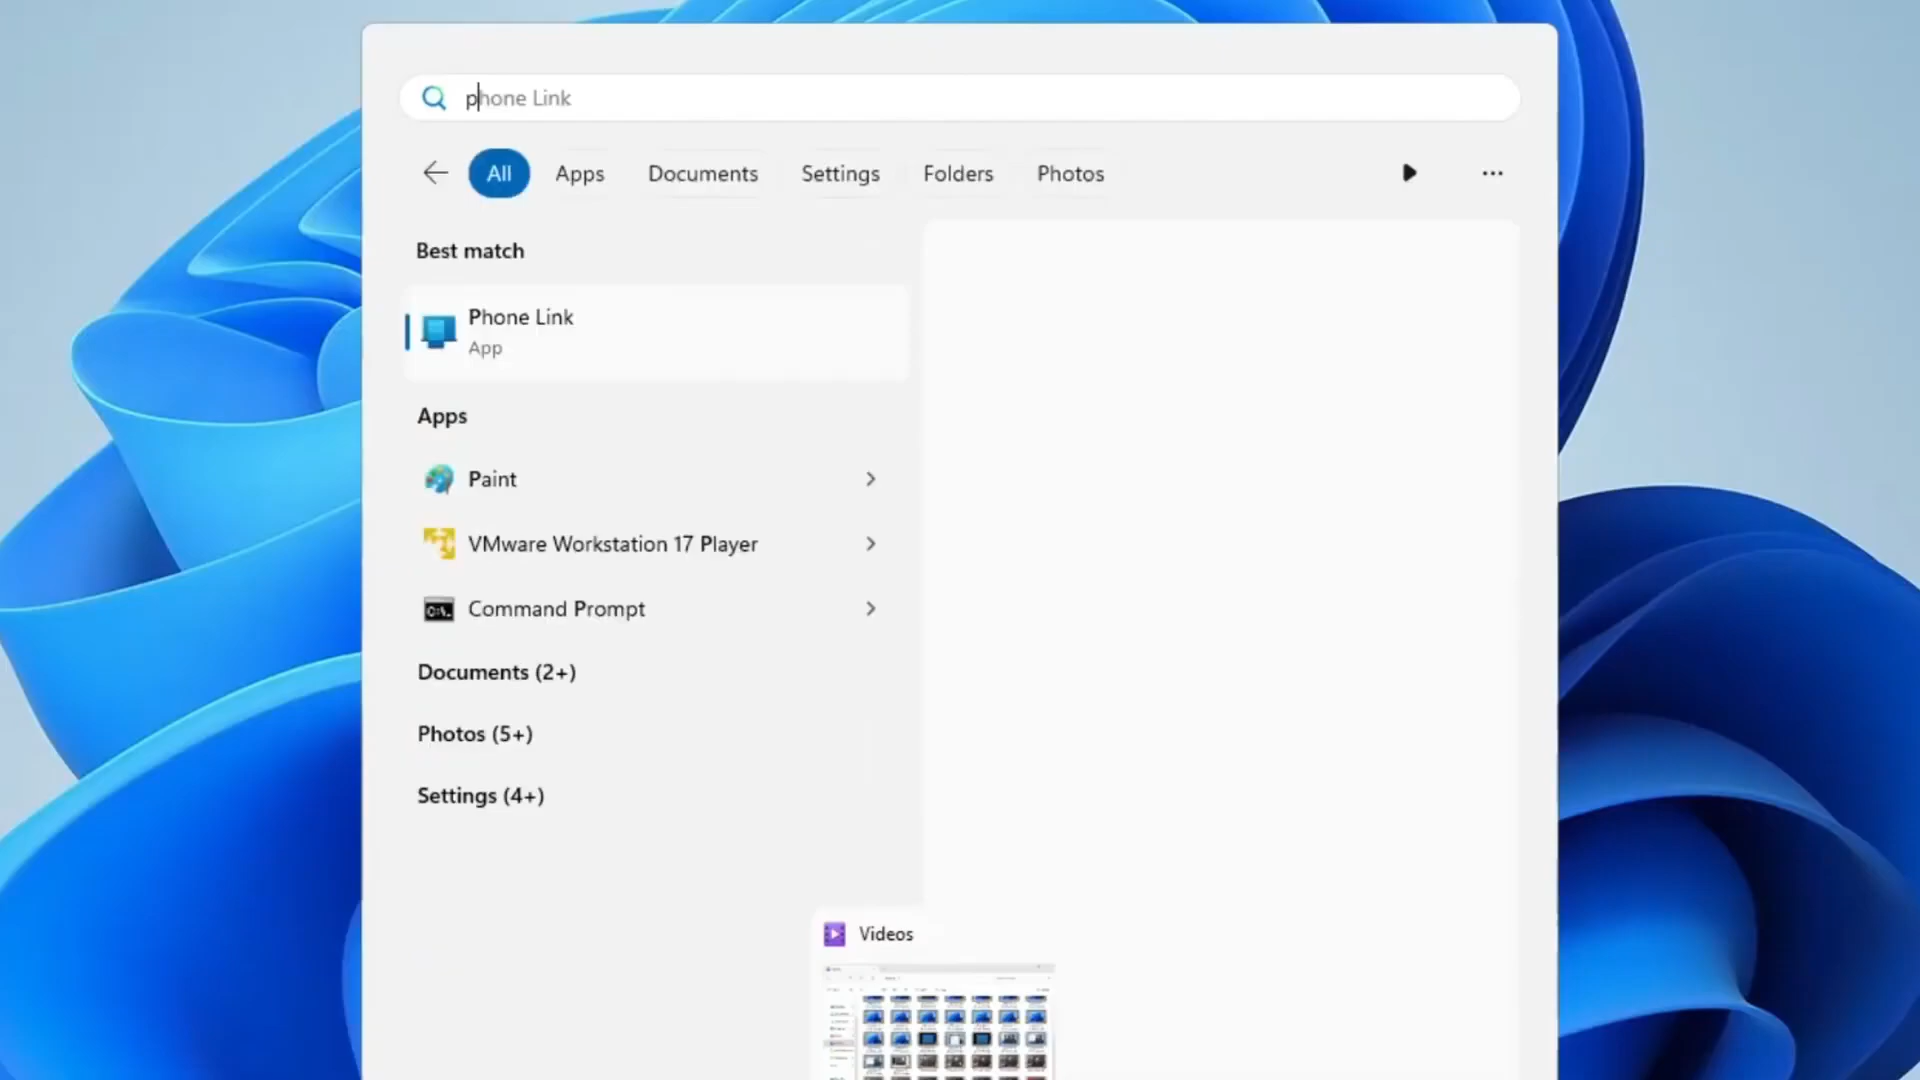 phone Link
All Apps Documents Settings Folders Photos
Best match
Phone Link
App
Apps
Paint
VMware Workstation 17 Player
Command Prompt
Documents (2+)
Photos (5+)
Settings (4+)
Videos